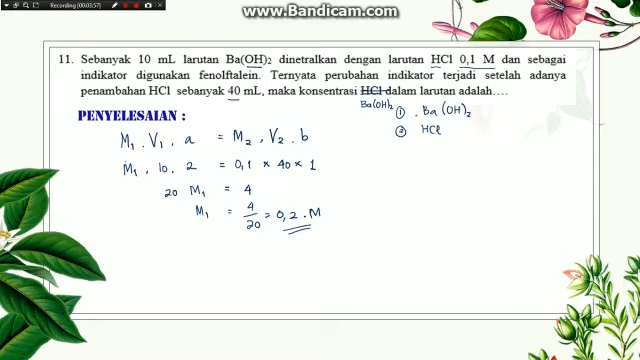 www.Bandicam.com
00:03:57
11. Sebanyak 10 mL larutan Ba(OH)₂ dinetralkan dengan larutan HCl 0,1 M dan sebagai
indikator digunakan fenolftalein. Ternyata perubahan indikator terjadi setelah adanya
penambahan HCl sebanyak 40 mL, maka konsentrasi HCl dalam larutan adalah….
Ba(OH)₂
① . Ba (OH)₂
② HCl
PENYELESAIAN :
M₁ . V₁ . a = M₂ . V₂ . b
M₁ . 10 . 2 = 0,1 × 40 × 1
20 M₁ = 4
M₁ = 4/20 = 0,2 . M